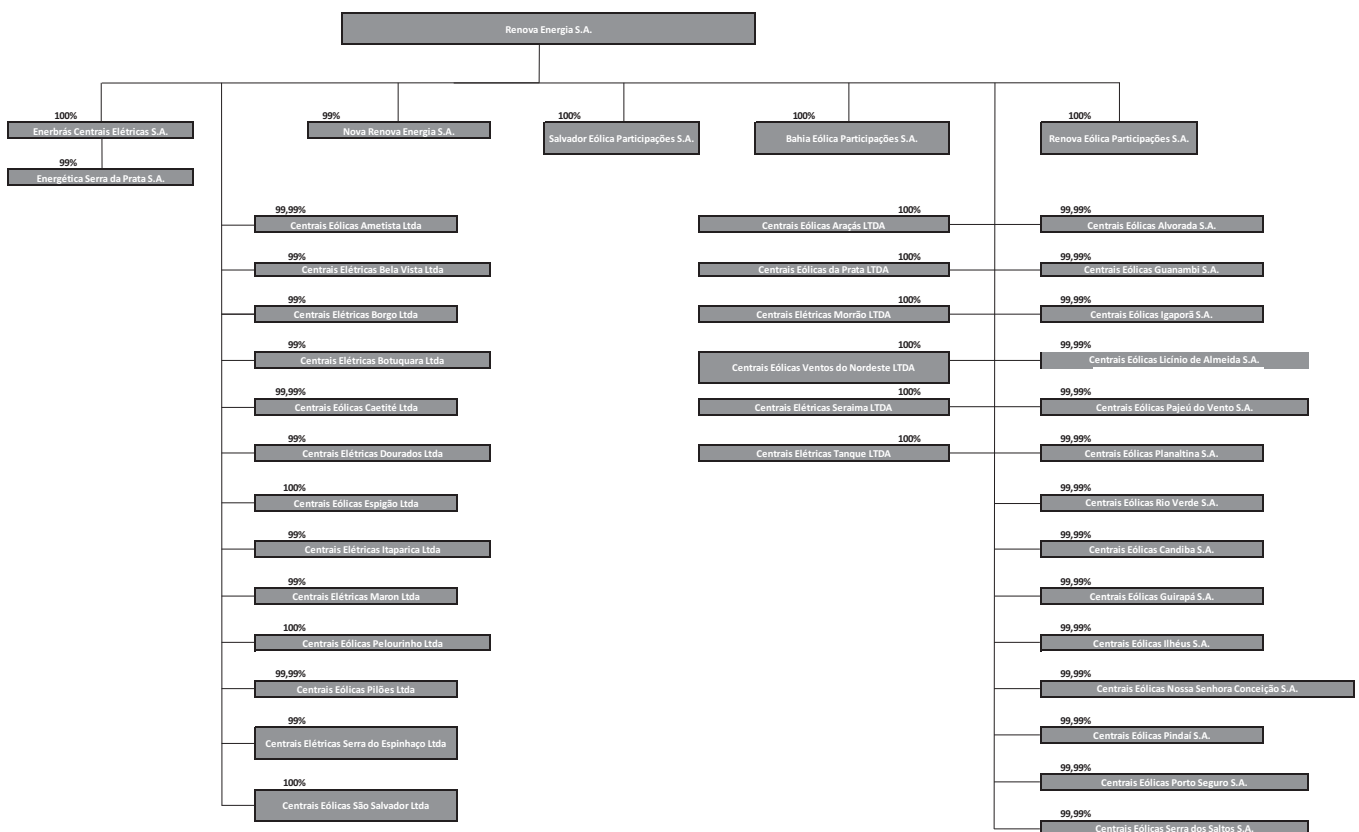 Renova Energia S.A.
100%
Enerbrás Centrais Elétricas S.A.
99%
Energética Serra da Prata S.A.
99%
Nova Renova Energia S.A.
100%
Salvador Eólica Participações S.A.
100%
Bahia Eólica Participações S.A.
100%
Renova Eólica Participações S.A.
99,99%
Centrais Eólicas Ametista Ltda
99%
Centrais Elétricas Bela Vista Ltda
99%
Centrais Elétricas Borgo Ltda
99%
Centrais Elétricas Botuquara Ltda
99,99%
Centrais Eólicas Caetité Ltda
99%
Centrais Elétricas Dourados Ltda
100%
Centrais Eólicas Espigão Ltda
99%
Centrais Elétricas Itaparica Ltda
99%
Centrais Elétricas Maron Ltda
100%
Centrais Eólicas Pelourinho Ltda
99,99%
Centrais Eólicas Pilões Ltda
99%
Centrais Elétricas Serra do Espinhaço Ltda
100%
Centrais Eólicas São Salvador Ltda
100%
Centrais Eólicas Araçás LTDA
100%
Centrais Eólicas da Prata LTDA
100%
Centrais Elétricas Morrão LTDA
100%
Centrais Eólicas Ventos do Nordeste LTDA
100%
Centrais Elétricas Seraima LTDA
100%
Centrais Elétricas Tanque LTDA
99,99%
Centrais Eólicas Alvorada S.A.
99,99%
Centrais Eólicas Guanambi S.A.
99,99%
Centrais Eólicas Igaporã S.A.
99,99%
Centrais Eólicas Licínio de Almeida S.A.
99,99%
Centrais Eólicas Pajeú do Vento S.A.
99,99%
Centrais Eólicas Planaltina S.A.
99,99%
Centrais Eólicas Rio Verde S.A.
99,99%
Centrais Eólicas Candiba S.A.
99,99%
Centrais Eólicas Guirapá S.A.
99,99%
Centrais Eólicas Ilhéus S.A.
99,99%
Centrais Eólicas Nossa Senhora Conceição S.A.
99,99%
Centrais Eólicas Pindaí S.A.
99,99%
Centrais Eólicas Porto Seguro S.A.
99,99%
Centrais Eólicas Serra dos Saltos S.A.